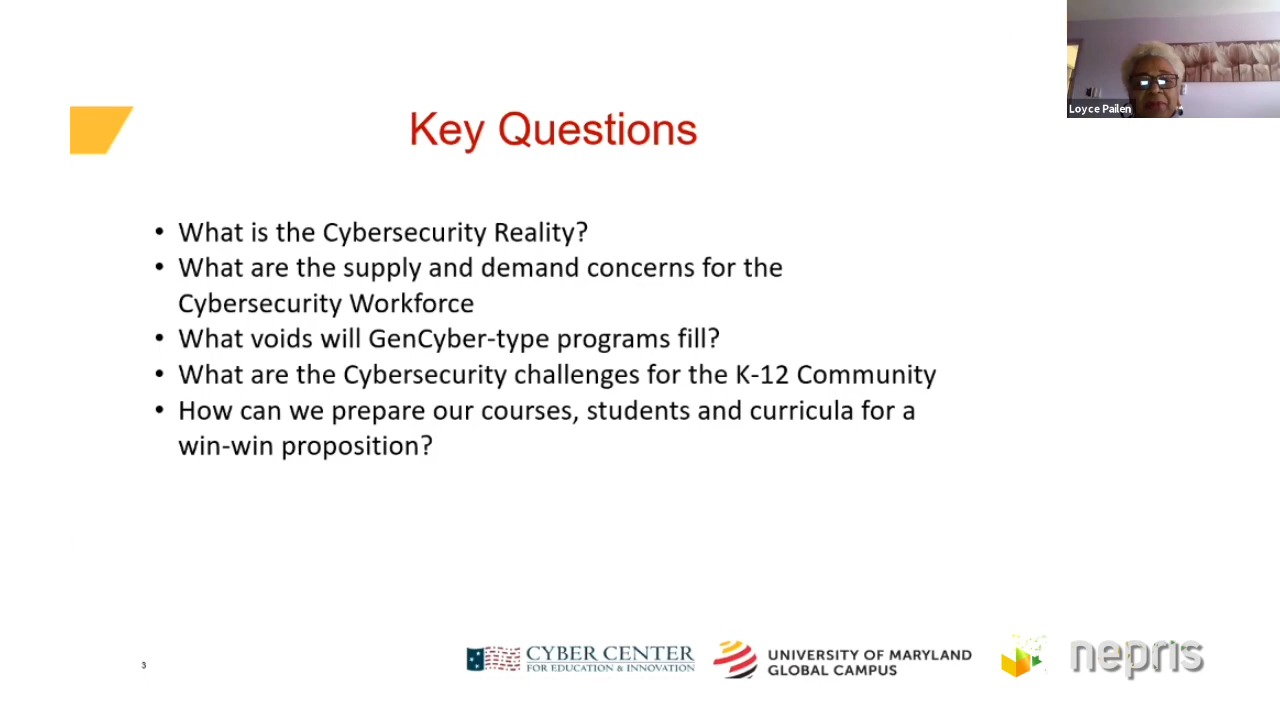 Loyce Pailen
Key Questions
• What is the Cybersecurity Reality?
• What are the supply and demand concerns for the
Cybersecurity Workforce
• What voids will GenCyber-type programs fill?
• What are the Cybersecurity challenges for the K-12 Community
• How can we prepare our courses, students and curricula for a
win-win proposition?
3
CYBER CENTER
FOR EDUCATION & INNOVATION
UNIVERSITY OF MARYLAND
GLOBAL CAMPUS
nepris